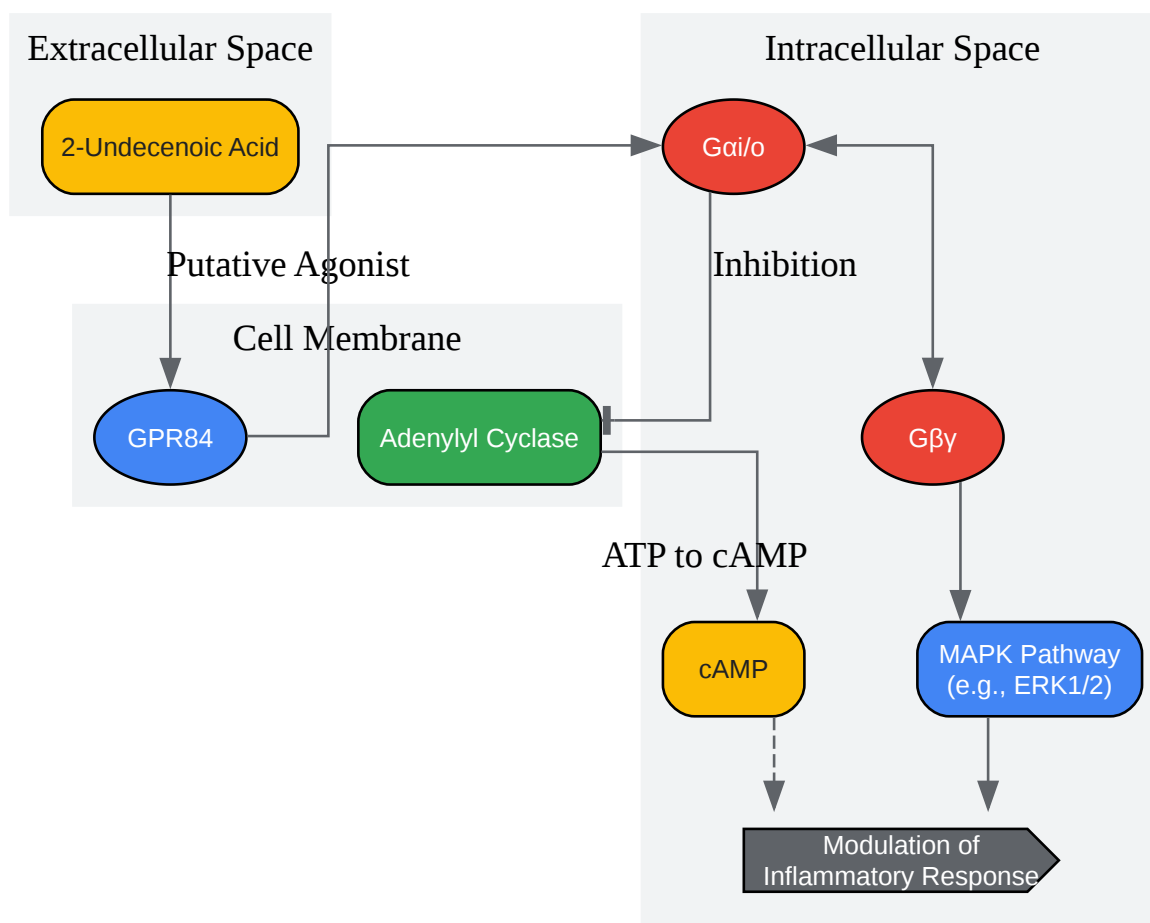 Extracellular Space
Intracellular Space
2-Undecenoic Acid
Gαi/o
Putative Agonist
Inhibition
Cell Membrane
GPR84
Adenylyl Cyclase
Gβγ
ATP to cAMP
cAMP
MAPK Pathway
(e.g., ERK1/2)
Modulation of
Inflammatory Response